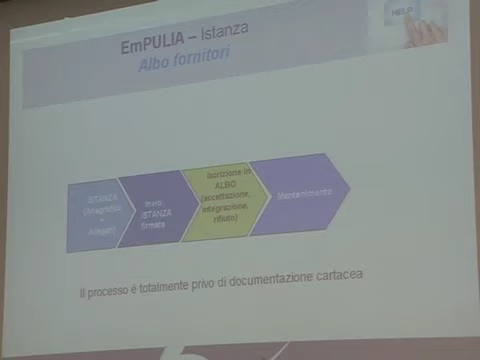 HELP
EmPULIA – Istanza
Albo fornitori
ISTANZA
(Anagrafica
+
Allegati)
Invio
ISTANZA
firmata
Iscrizione in
ALBO
(accettazione,
integrazione,
rifiuto)
Mantenimento
Il processo è totalmente privo di documentazione cartacea